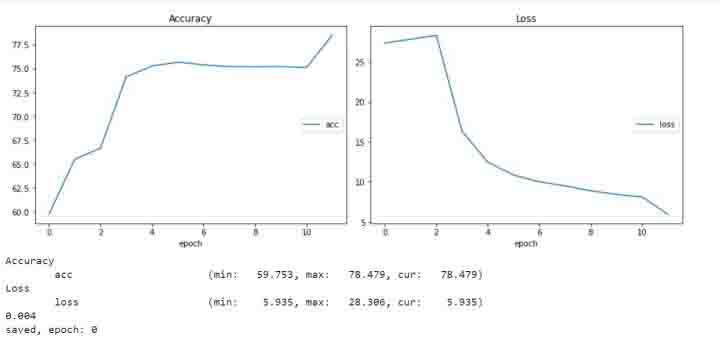 Accuracy
77.5
75.0
72.5
70.0
67.5
65.0
62.5
60.0
acc
0 2 4 6 8 10
epoch
Loss
25
20
15
10
5
loss
0 2 4 6 8 10
epoch
Accuracy
acc (min: 59.753, max: 78.479, cur: 78.479)
Loss
loss (min: 5.935, max: 28.306, cur: 5.935)
0.004
saved, epoch: 0